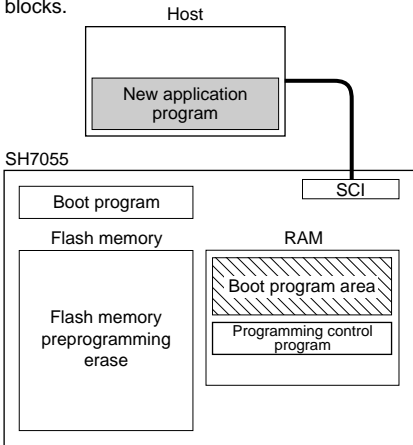 blocks.
Host
New application
program
SH7055
SCI
Boot program
Flash memory
RAM
Boot program area
Flash memory
preprogramming
erase
Programming control
program